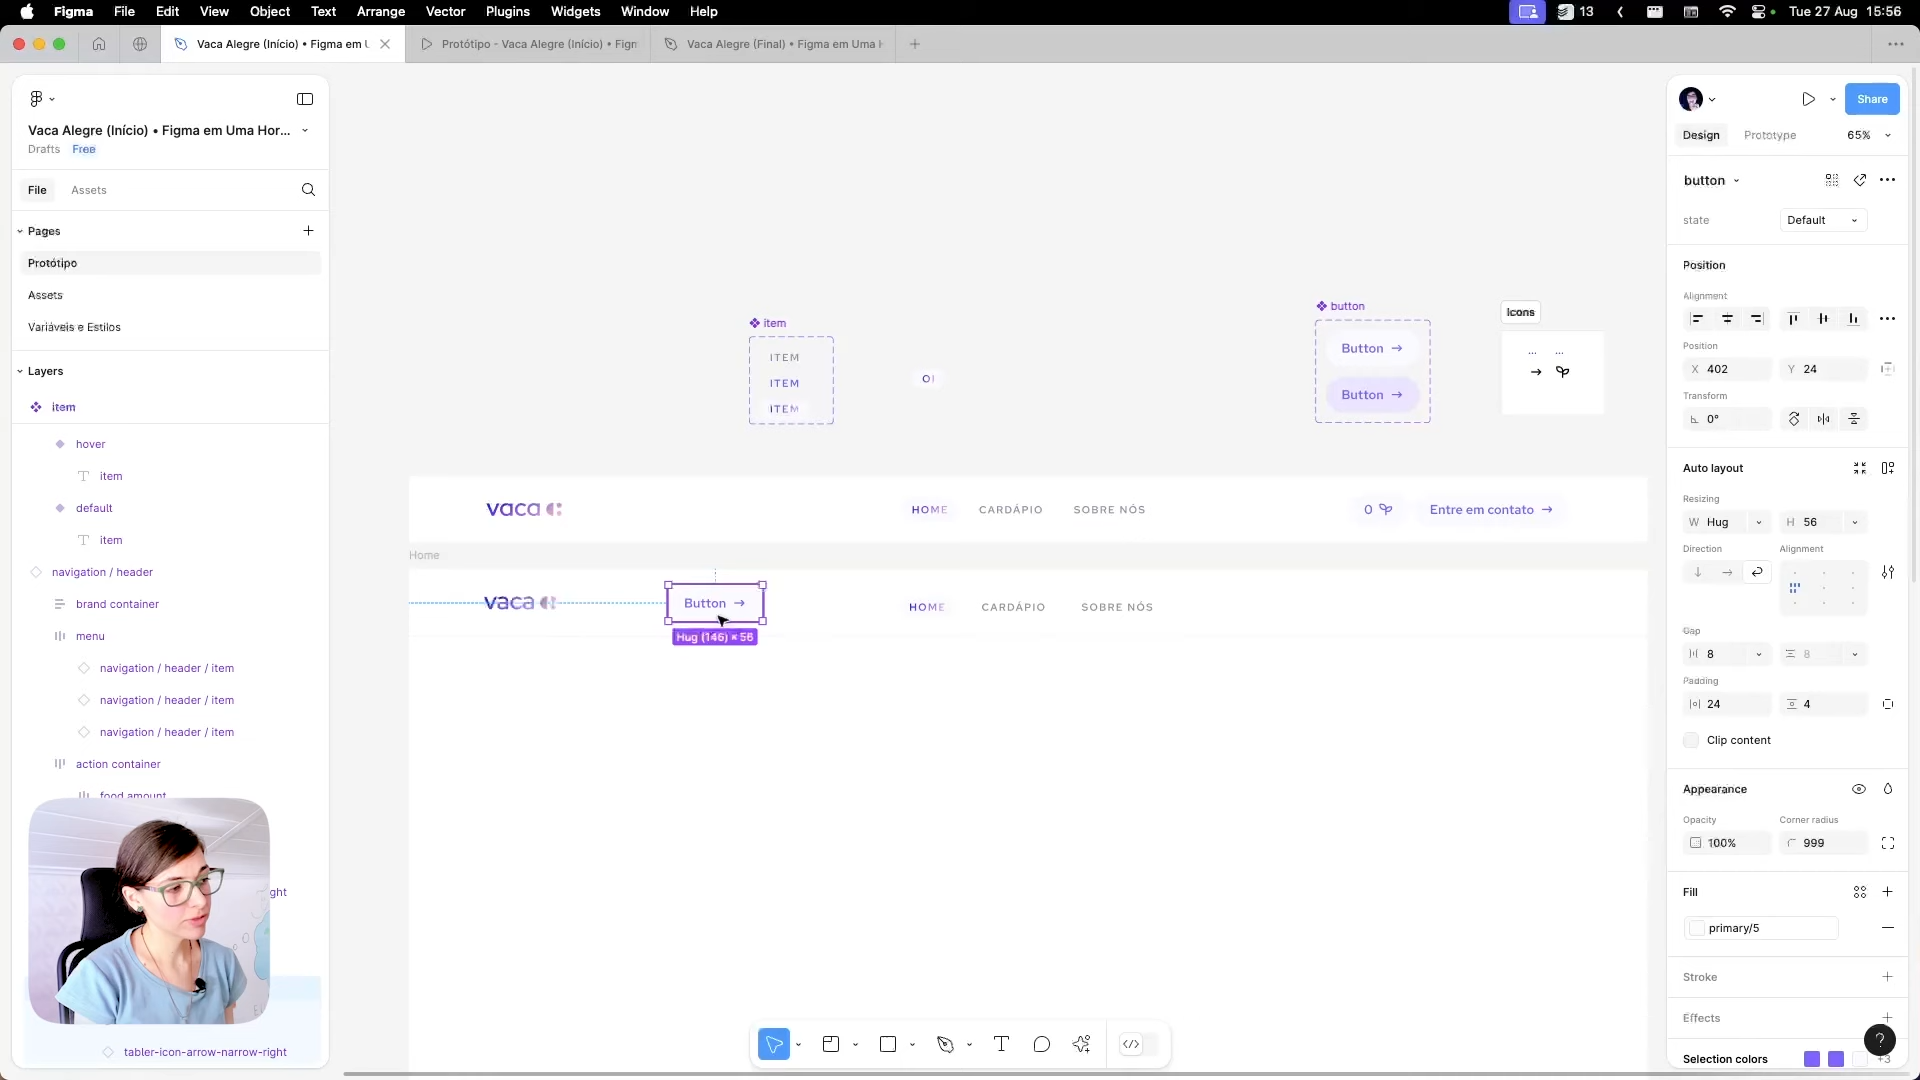 Figma File Edit View Object Text Arrange Vector Plugins Widgets Window Help
13
Tue 27 Aug 15:56
Vaca Alegre (Início) • Figma em U
Protótipo - Vaca Alegre (Início) • Figm
Vaca Alegre (Final) • Figma em Uma H
Vaca Alegre (Início) • Figma em Uma Hor...
Drafts Free
File Assets
Pages
Protótipo
Assets
Variáveis e Estilos
Layers
item
hover
item
default
item
navigation / header
brand container
menu
navigation / header / item
navigation / header / item
navigation / header / item
action container
food amount
ght
tabler-icon-arrow-narrow-right
item
ITEM
ITEM
ITEM
button
Button
Button
Icons
... ...
vaca
HOME CARDÁPIO SOBRE NÓS
0
Entre em contato
Home
vaca
Button
Hug (146) × 56
HOME CARDÁPIO SOBRE NÓS
Share
Design Prototype 65%
button
state Default
Position
Alignment
Position
X 402 Y 24
Transform
0°
Auto layout
Resizing
W Hug H 56
Direction Alignment
Gap
8 8
Padding
24 4
Clip content
Appearance
Opacity Corner radius
100% 999
Fill
primary/5
Stroke
Effects
?
Selection colors
+3